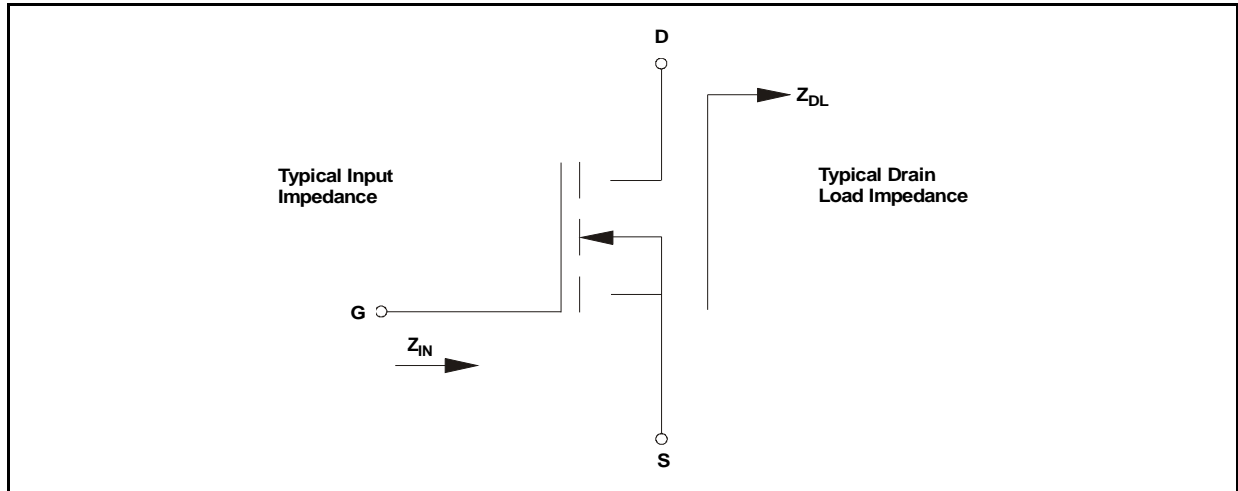 D
Z_DL
Typical Input
Impedance
Typical Drain
Load Impedance
G
Z_IN
S